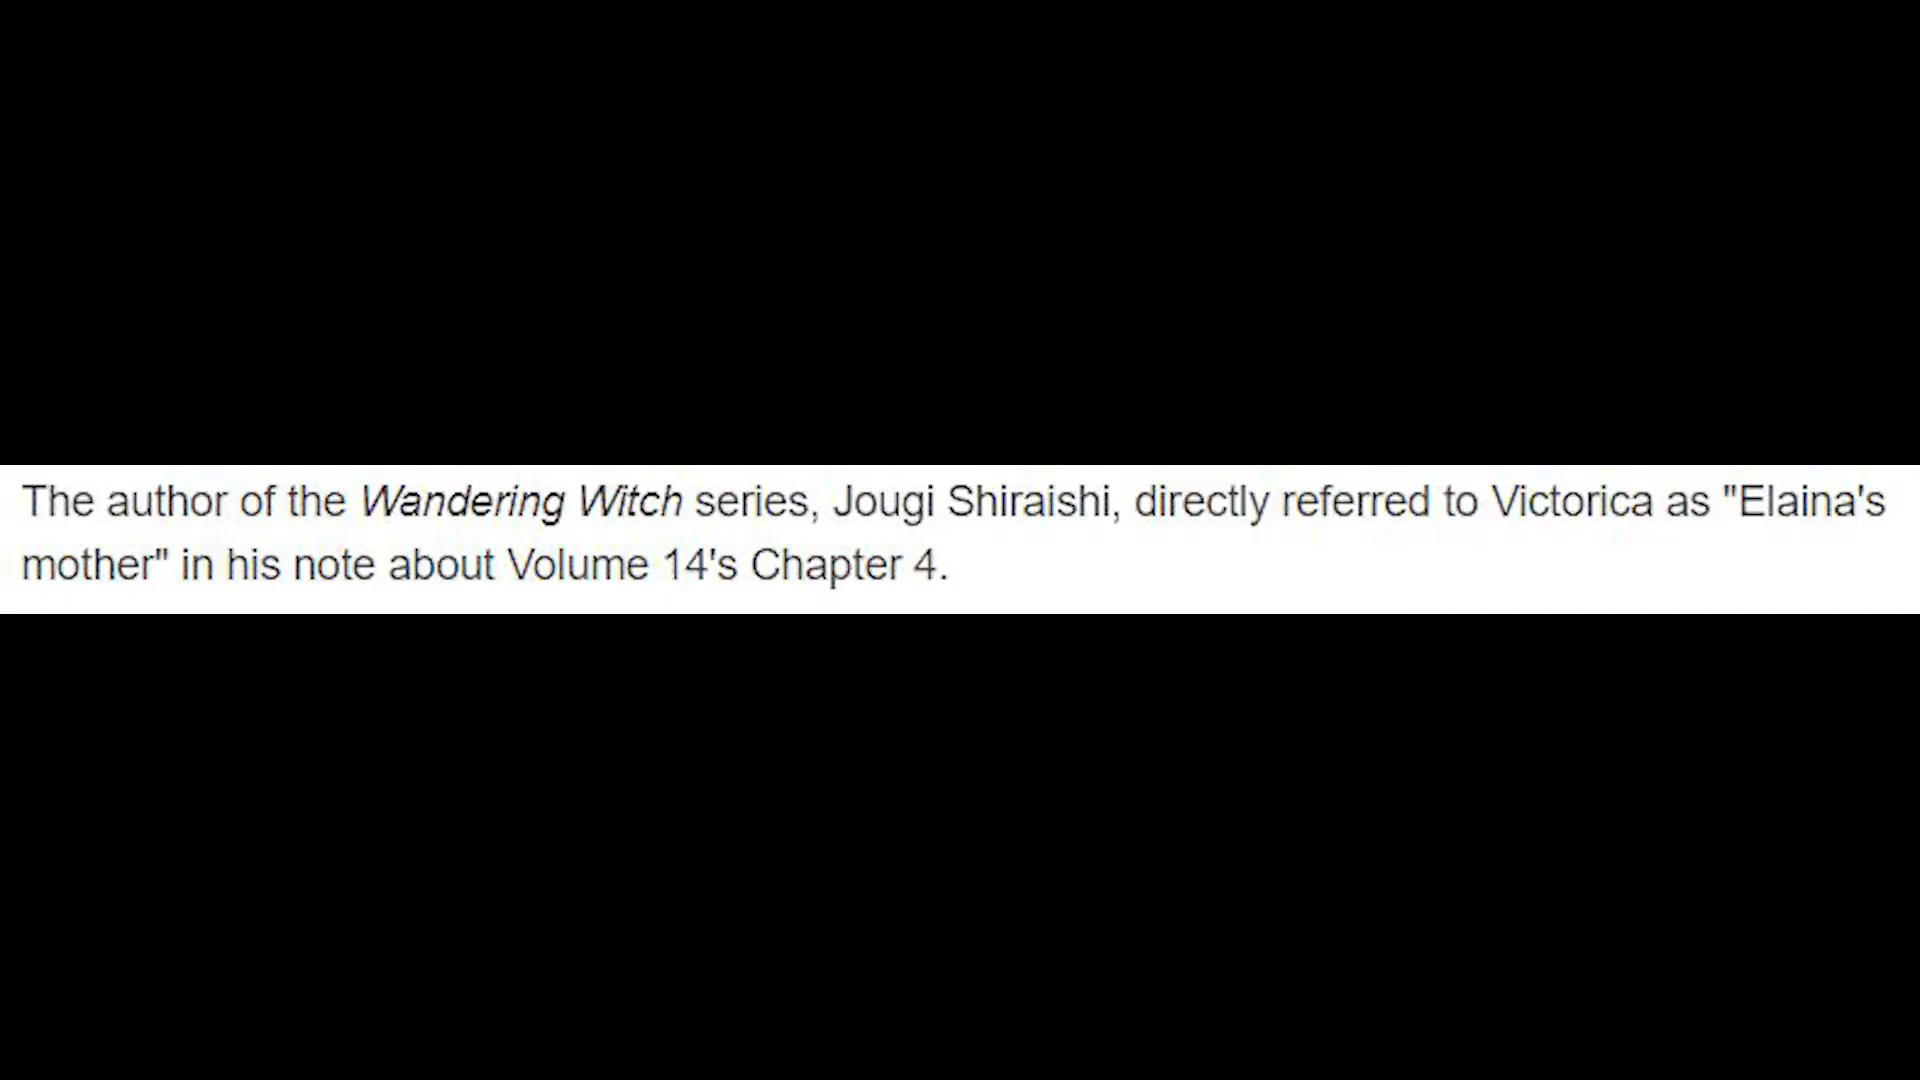 The author of the Wandering Witch series, Jougi Shiraishi, directly referred to Victorica as "Elaina's
mother" in his note about Volume 14's Chapter 4.